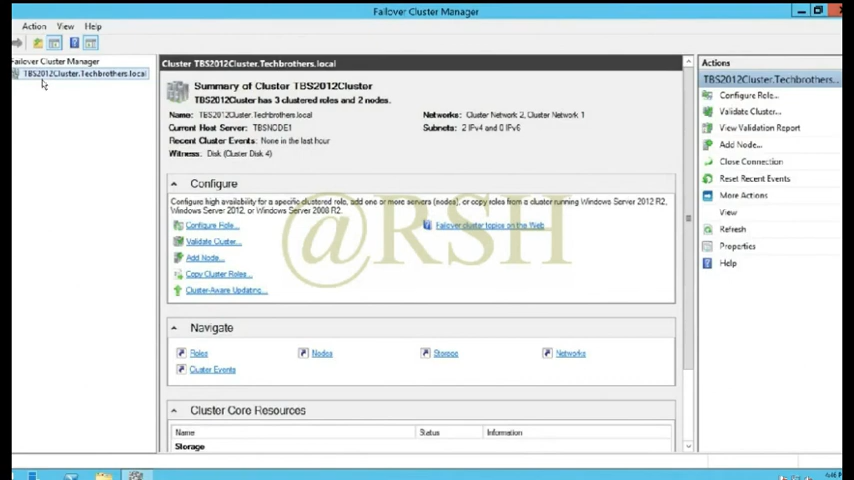 Failover Cluster Manager
Action View Help
Failover Cluster Manager
TBS2012Cluster.Techbrothers.local
Cluster TBS2012Cluster.Techbrothers.local
Summary of Cluster TBS2012Cluster
TBS2012Cluster has 3 clustered roles and 2 nodes.
Name: TBS2012Cluster.Techbrothers.local
Networks: Cluster Network 2, Cluster Network 1
Current Host Server: TBSNODE1
Subnets: 2 IPv4 and 0 IPv6
Recent Cluster Events: None in the last hour
Witness: Disk (Cluster Disk 4)
Configure
Configure high availability for a specific clustered role, add one or more servers (nodes), or copy roles from a cluster running Windows Server 2012 R2,
Windows Server 2012, or Windows Server 2008 R2.
Configure Role...
Failover cluster topics on the Web
Validate Cluster...
Add Node...
Copy Cluster Roles...
Cluster-Aware Updating...
@RSH
Navigate
Roles
Nodes
Storage
Networks
Cluster Events
Cluster Core Resources
Name Status Information
Storage
Actions
TBS2012Cluster.Techbrothers...
Configure Role...
Validate Cluster...
View Validation Report
Add Node...
Close Connection
Reset Recent Events
More Actions
View
Refresh
Properties
Help